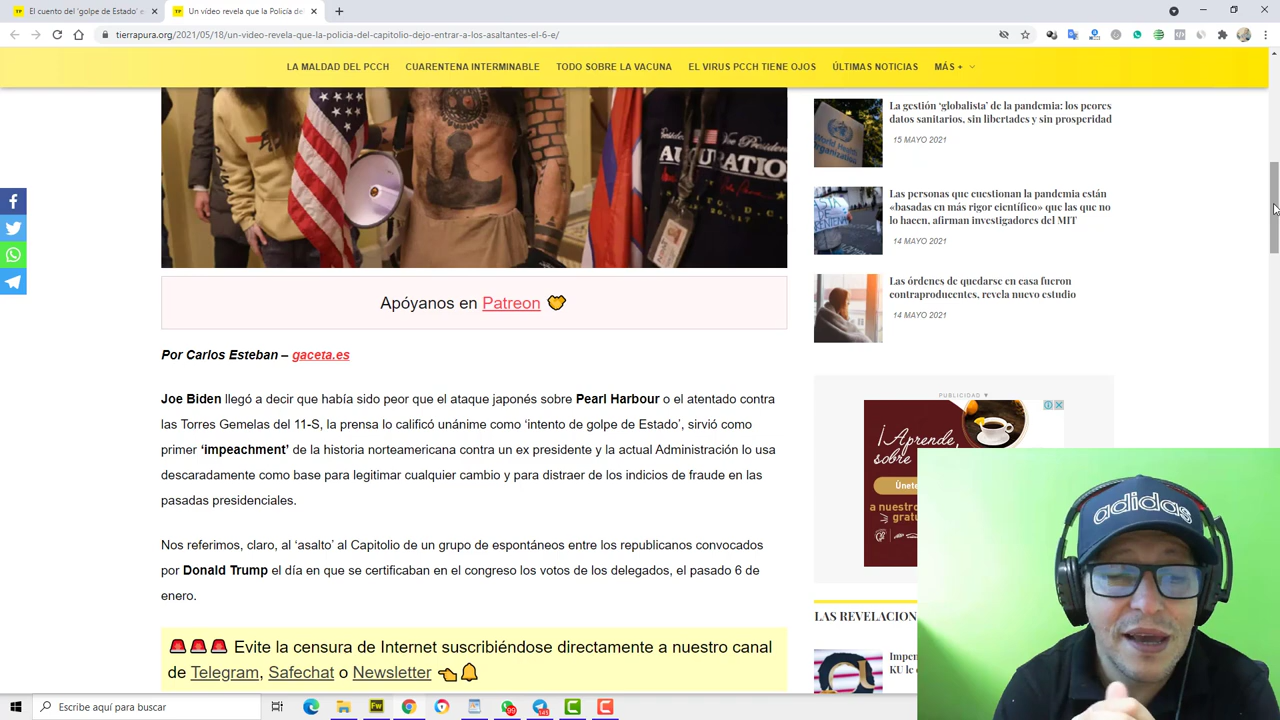 El cuento del 'golpe de Estado' e
Un vídeo revela que la Policía del
tierrapura.org/2021/05/18/un-video-revela-que-la-policia-del-capitolio-dejo-entrar-a-los-asaltantes-el-6-e/
LA MALDAD DEL PCCH
CUARENTENA INTERMINABLE
TODO SOBRE LA VACUNA
EL VIRUS PCCH TIENE OJOS
ÚLTIMAS NOTICIAS
MÁS +
AUGURATION
La gestión 'globalista' de la pandemia: los peores
datos sanitarios, sin libertades y sin prosperidad
15 MAYO 2021
Las personas que cuestionan la pandemia están
«basadas en más rigor científico» que las que no
lo hacen, afirman investigadores del MIT
14 MAYO 2021
Las órdenes de quedarse en casa fueron
contraproducentes, revela nuevo estudio
14 MAYO 2021
Apóyanos en Patreon
Por Carlos Esteban – gaceta.es
Joe Biden llegó a decir que había sido peor que el ataque japonés sobre Pearl Harbour o el atentado contra
las Torres Gemelas del 11-S, la prensa lo calificó unánime como 'intento de golpe de Estado', sirvió como
primer 'impeachment' de la historia norteamericana contra un ex presidente y la actual Administración lo usa
descaradamente como base para legitimar cualquier cambio y para distraer de los indicios de fraude en las
pasadas presidenciales.
Nos referimos, claro, al 'asalto' al Capitolio de un grupo de espontáneos entre los republicanos convocados
por Donald Trump el día en que se certificaban en el congreso los votos de los delegados, el pasado 6 de
enero.
Evite la censura de Internet suscribiéndose directamente a nuestro canal
de Telegram, Safechat o Newsletter
PUBLICIDAD ▼
¡Aprende
sobre
Únete
a nuestro
gratu
LAS REVELACION
Impen
KU le
adidas
Escribe aquí para buscar
99